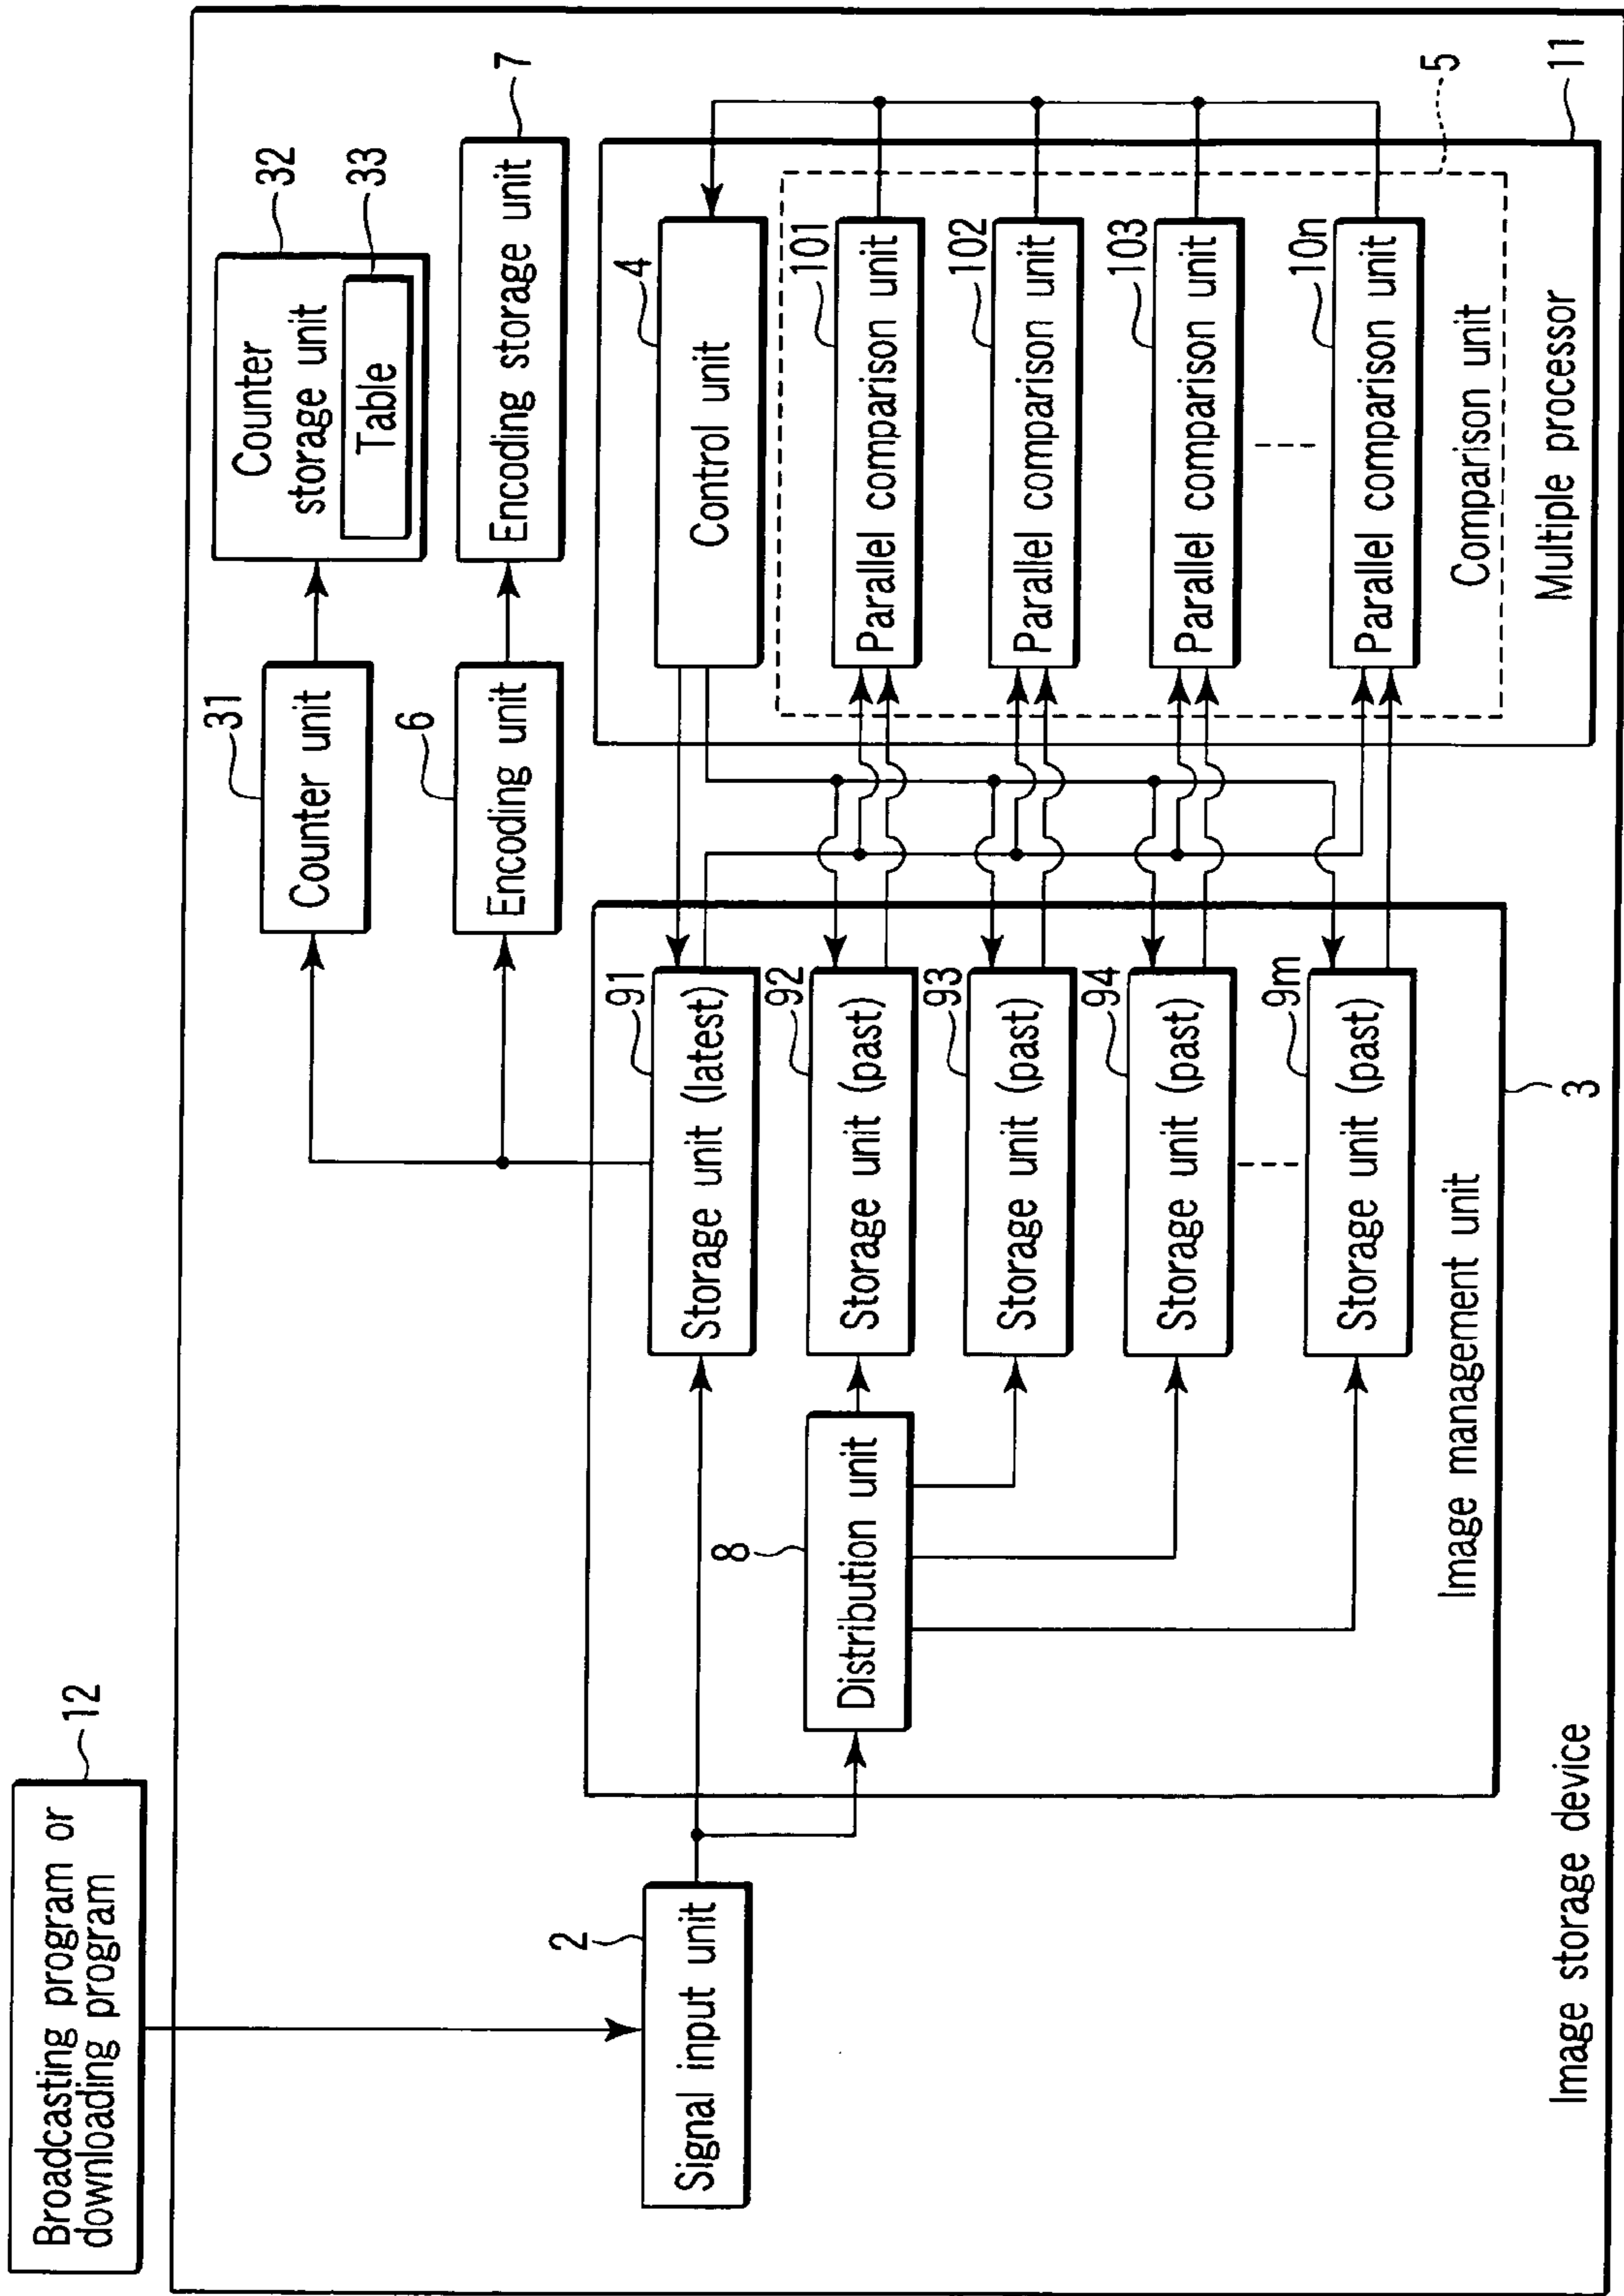 Broadcasting program or
downloading program
12
2
Signal input unit
Image storage device
31
Counter unit
Counter
storage unit
32
Table
33
6
Encoding unit
Encoding storage unit
7
8
Distribution unit
91
Storage unit (latest)
92
Storage unit (past)
93
Storage unit (past)
94
Storage unit (past)
9m
Storage unit (past)
Image management unit
3
4
Control unit
101
Parallel comparison unit
102
Parallel comparison unit
103
Parallel comparison unit
10n
Parallel comparison unit
Comparison unit
5
Multiple processor
11